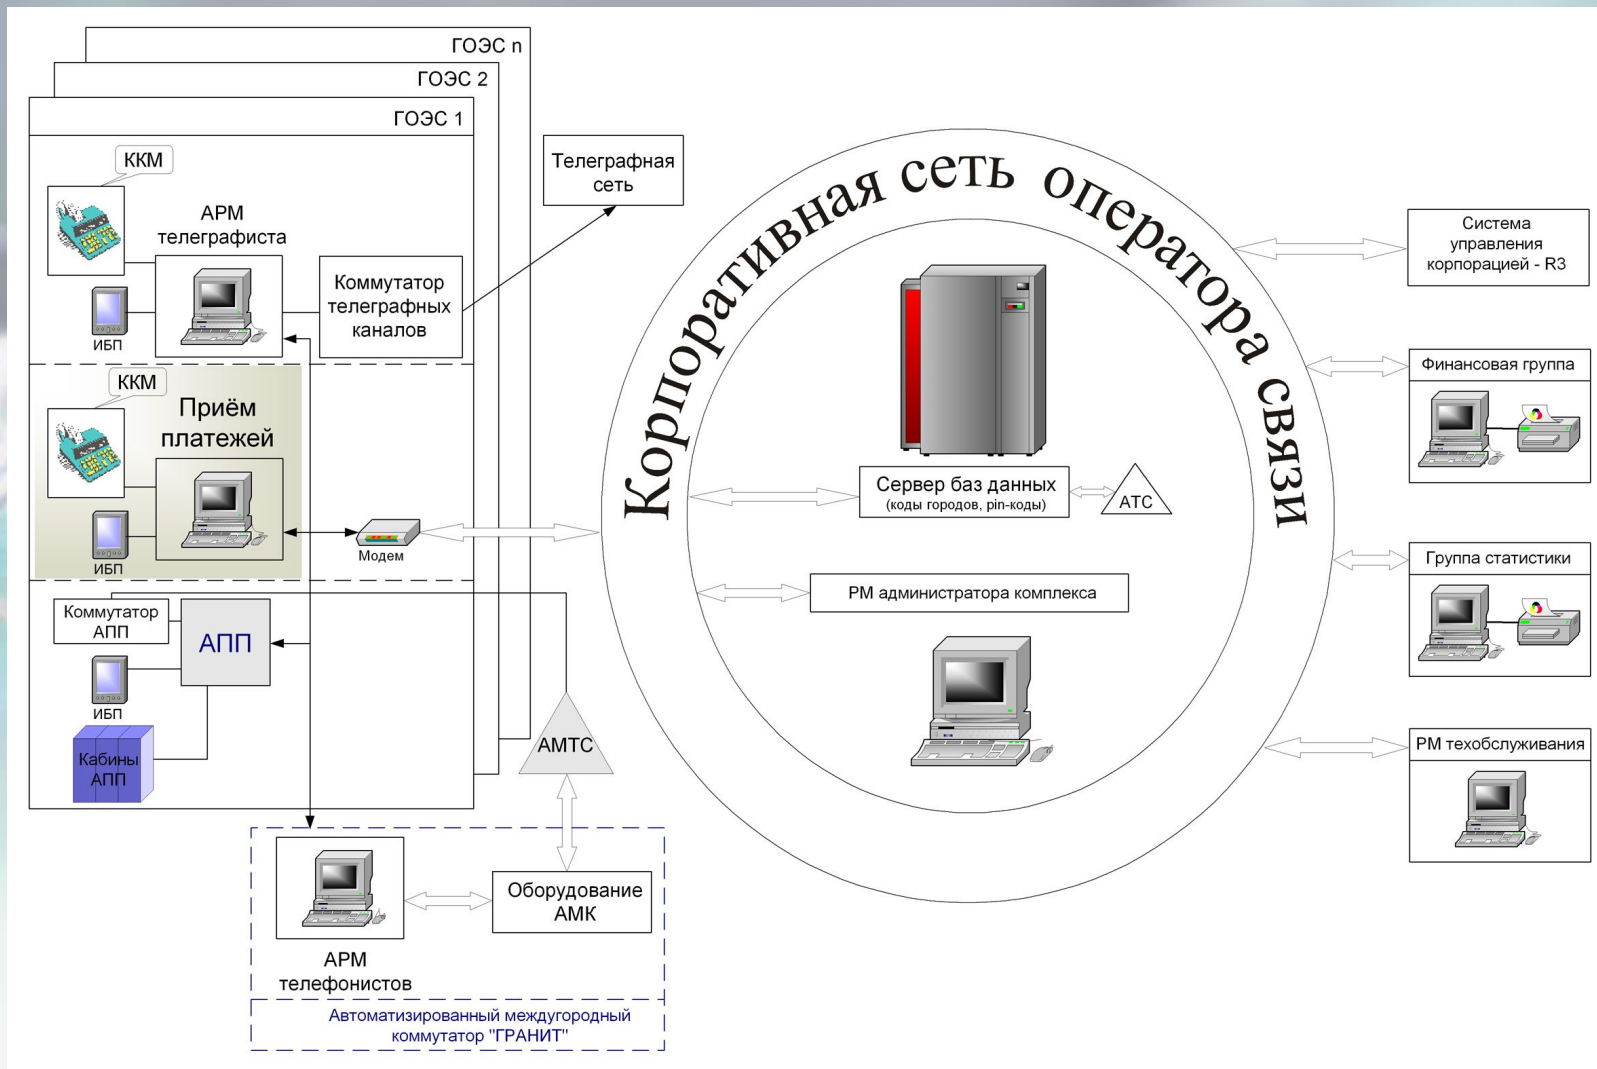 ГОЭС n
ГОЭС 2
ГОЭС 1
ККМ
АРМ
телеграфиста
ИБП
Коммутатор
телеграфных
каналов
Телеграфная
сеть
ККМ
Приём
платежей
ИБП
Модем
Коммутатор
АПП
АПП
ИБП
Кабины
АПП
АМТС
АРМ
телефонистов
Оборудование
АМК
Автоматизированный междугородный
коммутатор "ГРАНИТ"
Корпоративная сеть оператора связи
Сервер баз данных
(коды городов, pin-коды)
АТС
РМ администратора комплекса
Система
управления
корпорацией - R3
Финансовая группа
Группа статистики
РМ техобслуживания